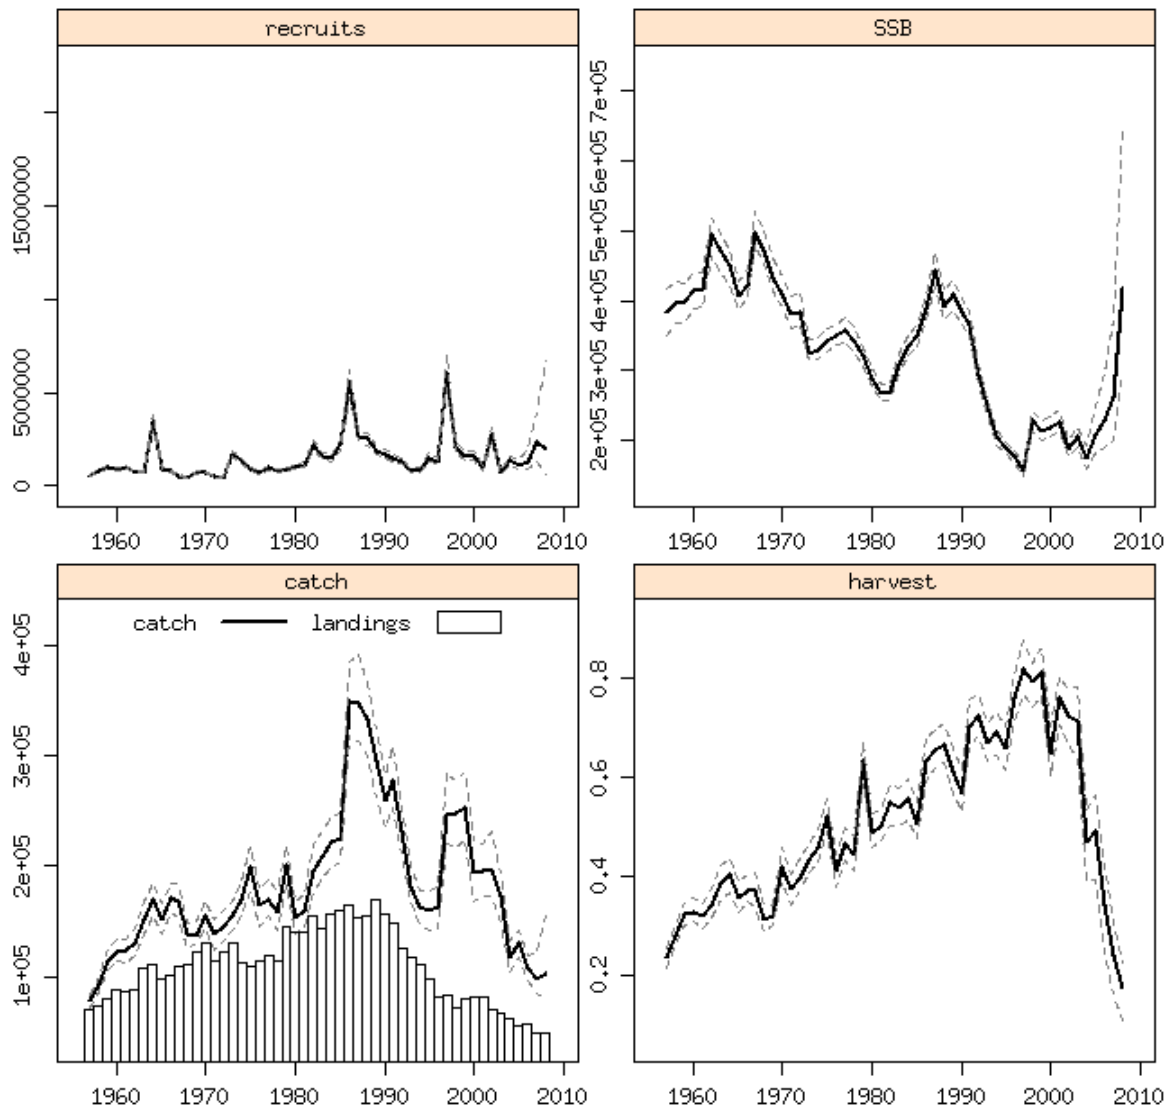 recruits
15000000
5000000
0
1960 1970 1980 1990 2000 2010
SSB
7e+05
6e+05
5e+05
4e+05
3e+05
2e+05
1960 1970 1980 1990 2000 2010
catch
catch landings
4e+05
3e+05
2e+05
1e+05
1960 1970 1980 1990 2000 2010
harvest
0.8
0.6
0.4
0.2
1960 1970 1980 1990 2000 2010